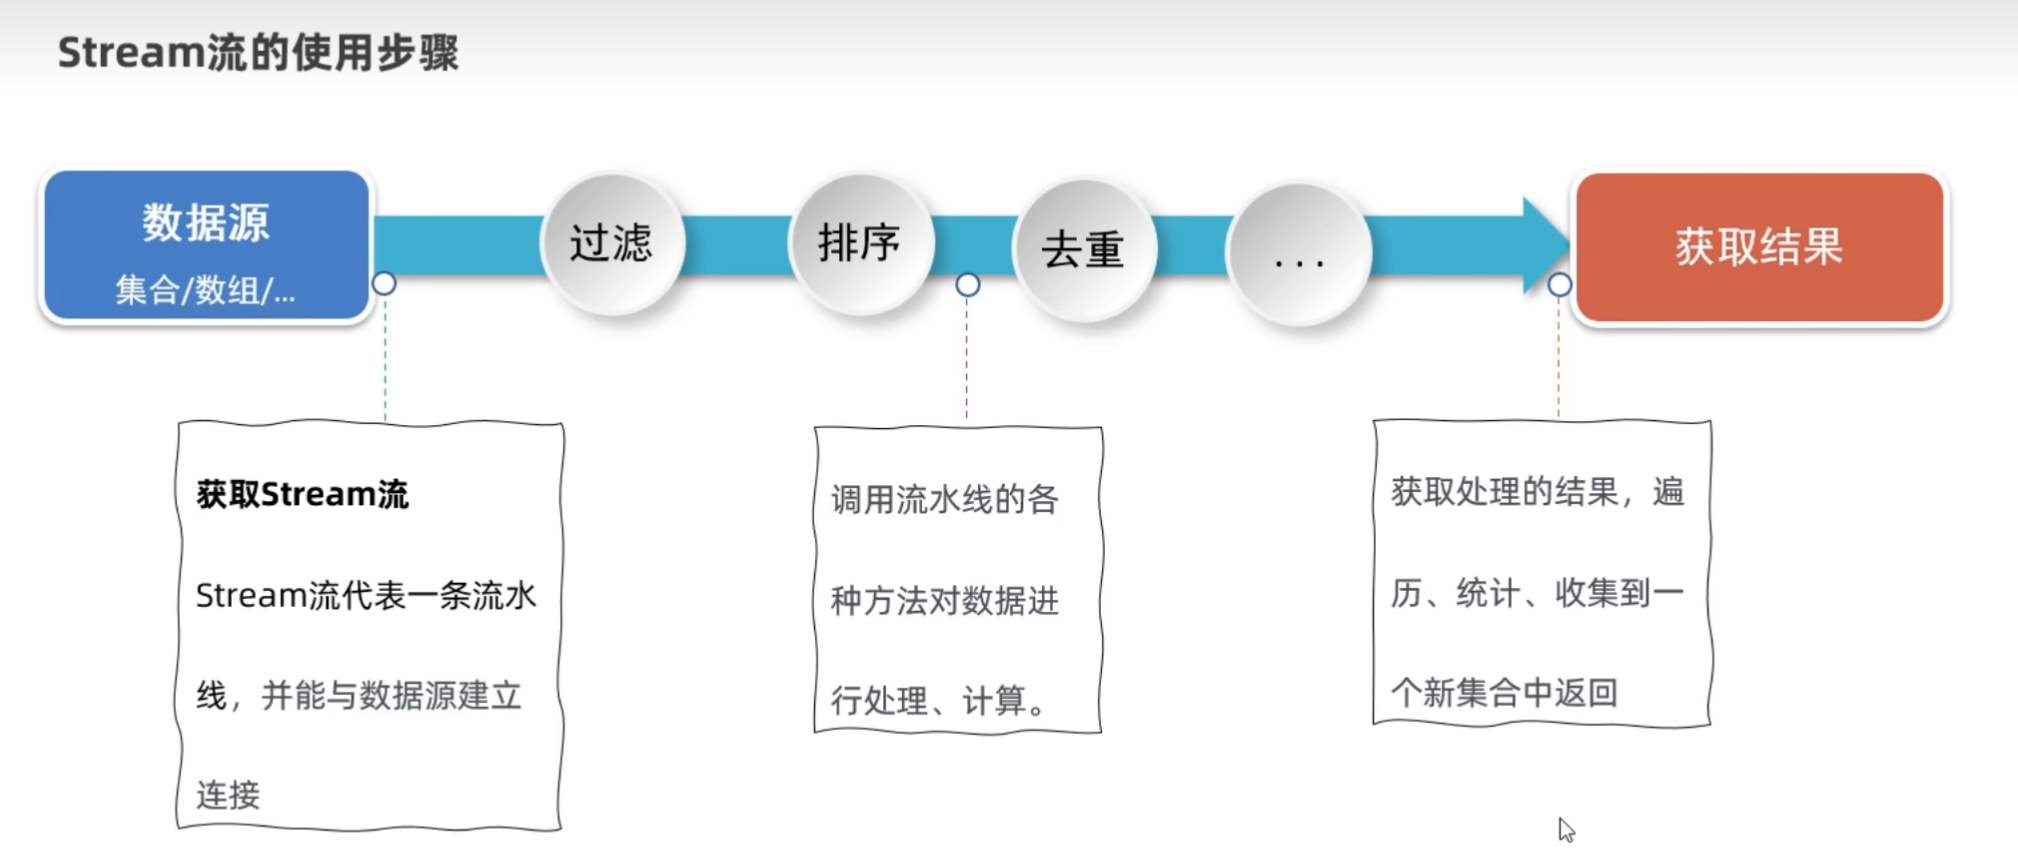 Stream流的使用步骤
数据源
集合/数组/...
过滤
排序
去重
...
获取结果
获取Stream流
Stream流代表一条流水
线，并能与数据源建立
连接
调用流水线的各
种方法对数据进
行处理、计算。
获取处理的结果，遍
历、统计、收集到一
个新集合中返回